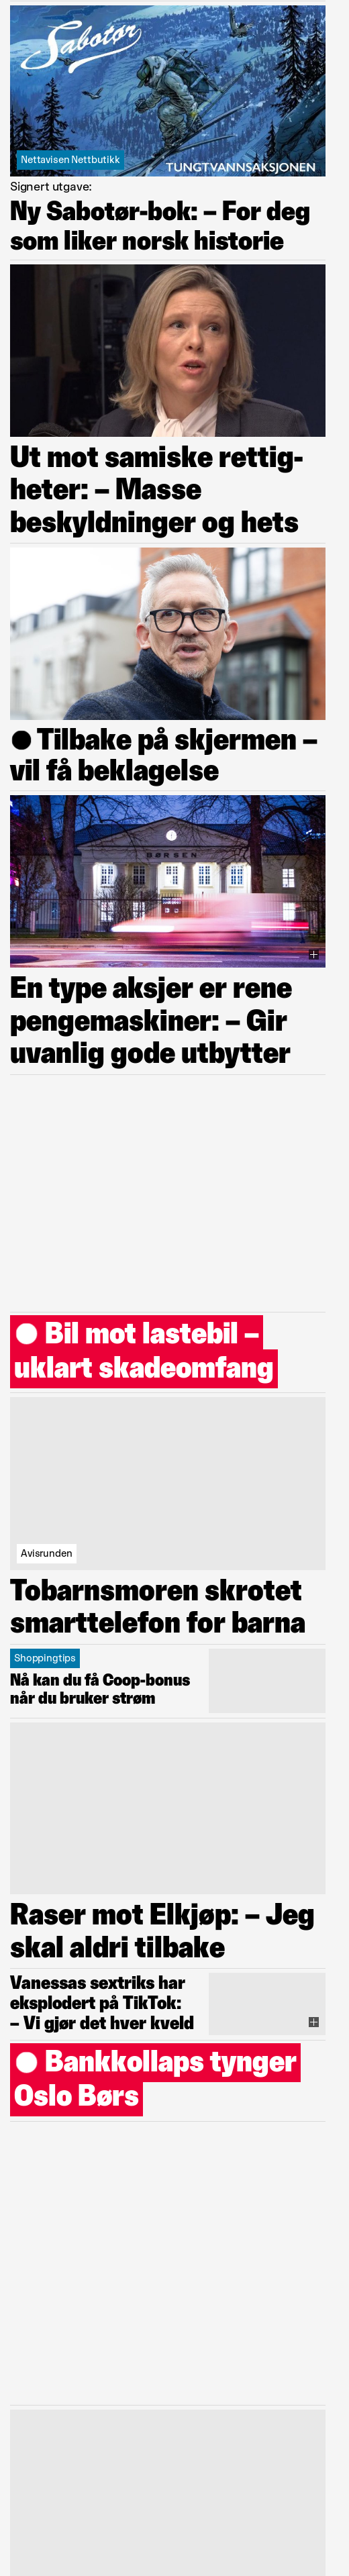 Sabotør
Nettavisen Nettbutikk
TUNGTVANNSAKSJONEN
Signert utgave:
Ny Sabotør-bok: – For deg
som liker norsk historie
Ut mot samiske rettig-
heter: – Masse
beskyldninger og hets
● Tilbake på skjermen –
vil få beklagelse
BØRSEN
En type aksjer er rene
pengemaskiner: – Gir
uvanlig gode utbytter
● Bil mot lastebil –
uklart skadeomfang
Avisrunden
Tobarnsmoren skrotet
smarttelefon for barna
Shoppingtips
Nå kan du få Coop-bonus
når du bruker strøm
Raser mot Elkjøp: – Jeg
skal aldri tilbake
Vanessas sextriks har
eksplodert på TikTok:
– Vi gjør det hver kveld
● Bankkollaps tynger
Oslo Børs